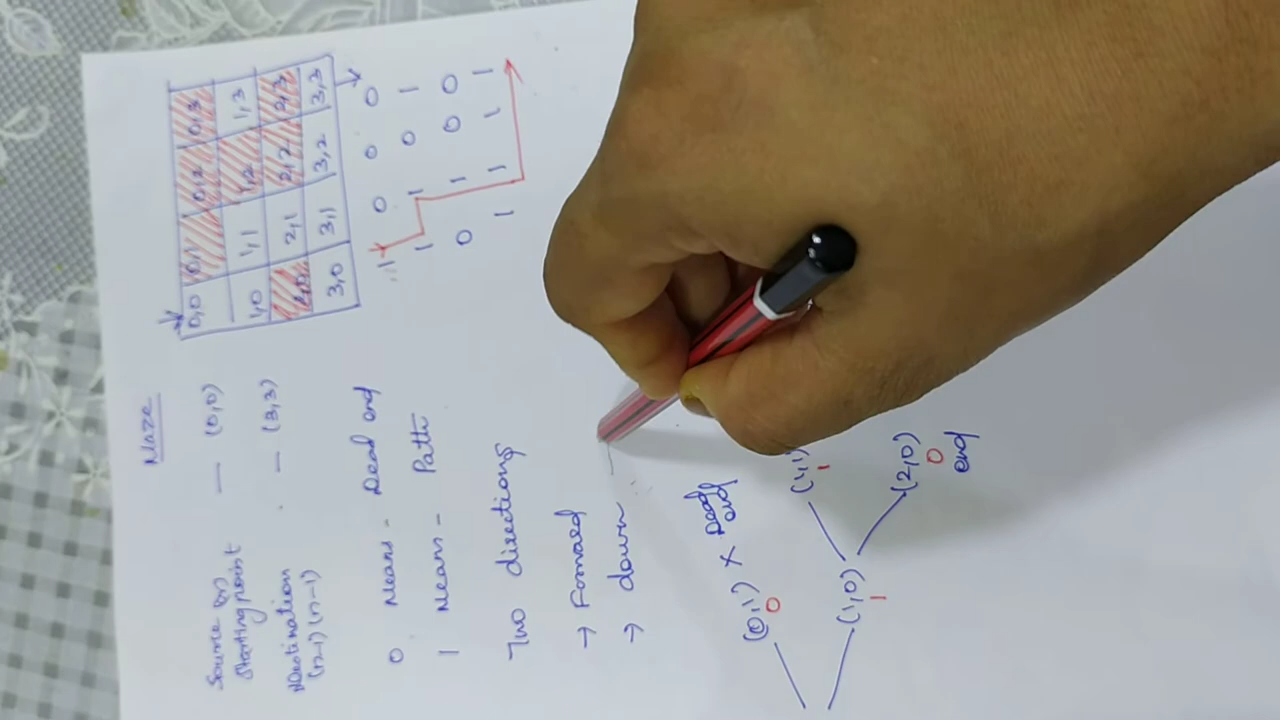 Maze
Source or — (0,0)
starting point
Destination — (3,3)
(n-1)(n-1)
0 Means - Dead end
1 Means - Path
Two directions
→ Forward
→ down
0,0 0,1 0,2 0,3
1,0 1,1 1,2 1,3
2,0 2,1 2,2 2,3
3,0 3,1 3,2 3,3
1 0 0 0
1 1 0 1
0 1 0 0
1 1 1 1
(0,1) X Dead
0 end
(1,0) (1,1)
1 1
(2,0)
0
end